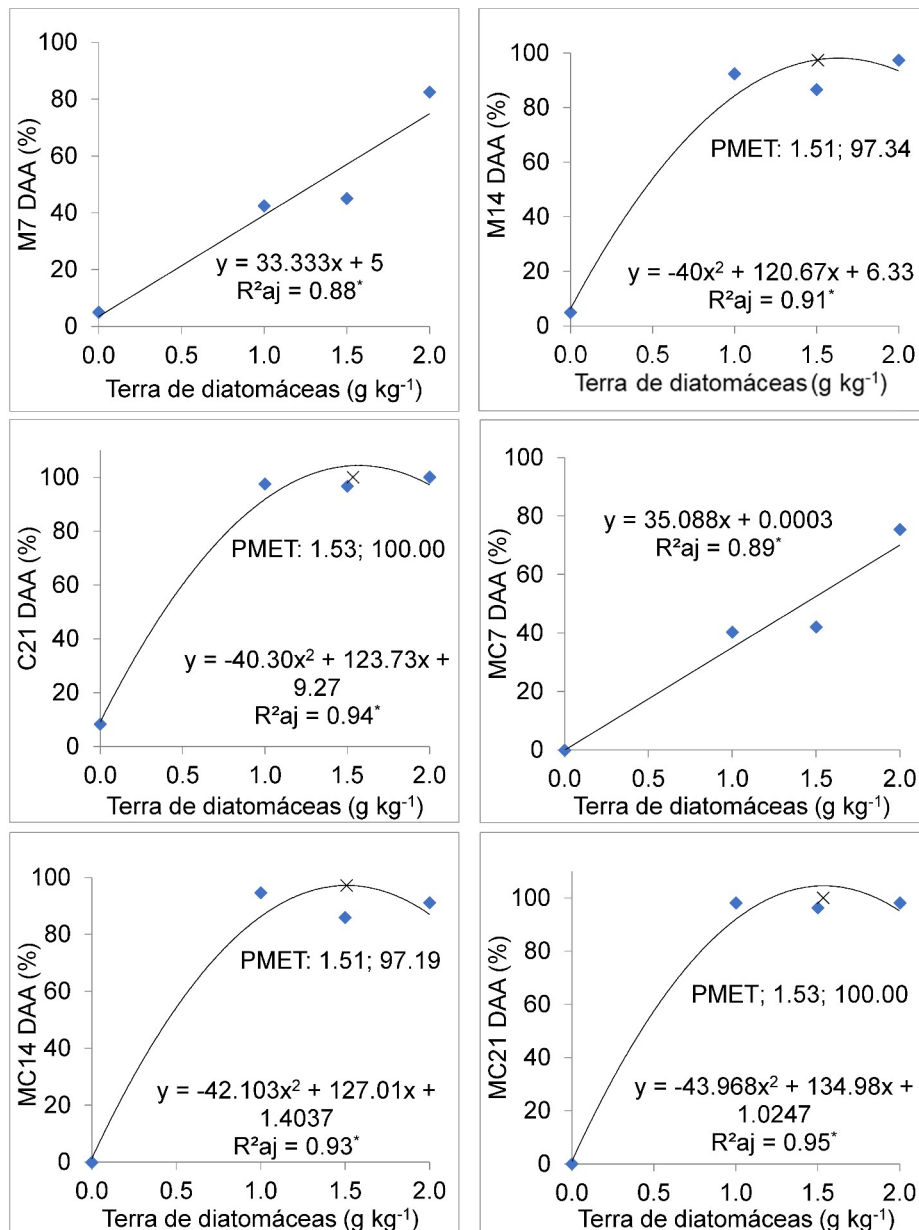 100
80
60
40
20
0
M7 DAA (%)
y = 33.333x + 5
R²aj = 0.88*
0.0 0.5 1.0 1.5 2.0
Terra de diatomáceas (g kg⁻¹)
100
80
60
40
20
0
M14 DAA (%)
PMET: 1.51; 97.34
y = -40x² + 120.67x + 6.33
R²aj = 0.91*
0.0 0.5 1.0 1.5 2.0
Terra de diatomáceas (g kg⁻¹)
100
80
60
40
20
0
C21 DAA (%)
PMET: 1.53; 100.00
y = -40.30x² + 123.73x +
9.27
R²aj = 0.94*
0.0 0.5 1.0 1.5 2.0
Terra de diatomáceas (g kg⁻¹)
100
80
60
40
20
0
MC7 DAA (%)
y = 35.088x + 0.0003
R²aj = 0.89*
0.0 0.5 1.0 1.5 2.0
Terra de diatomáceas (g kg⁻¹)
100
80
60
40
20
0
MC14 DAA (%)
PMET: 1.51; 97.19
y = -42.103x² + 127.01x +
1.4037
R²aj = 0.93*
0.0 0.5 1.0 1.5 2.0
Terra de diatomáceas (g kg⁻¹)
100
80
60
40
20
0
MC21 DAA (%)
PMET; 1.53; 100.00
y = -43.968x² + 134.98x +
1.0247
R²aj = 0.95*
0.0 0.5 1.0 1.5 2.0
Terra de diatomáceas (g kg⁻¹)